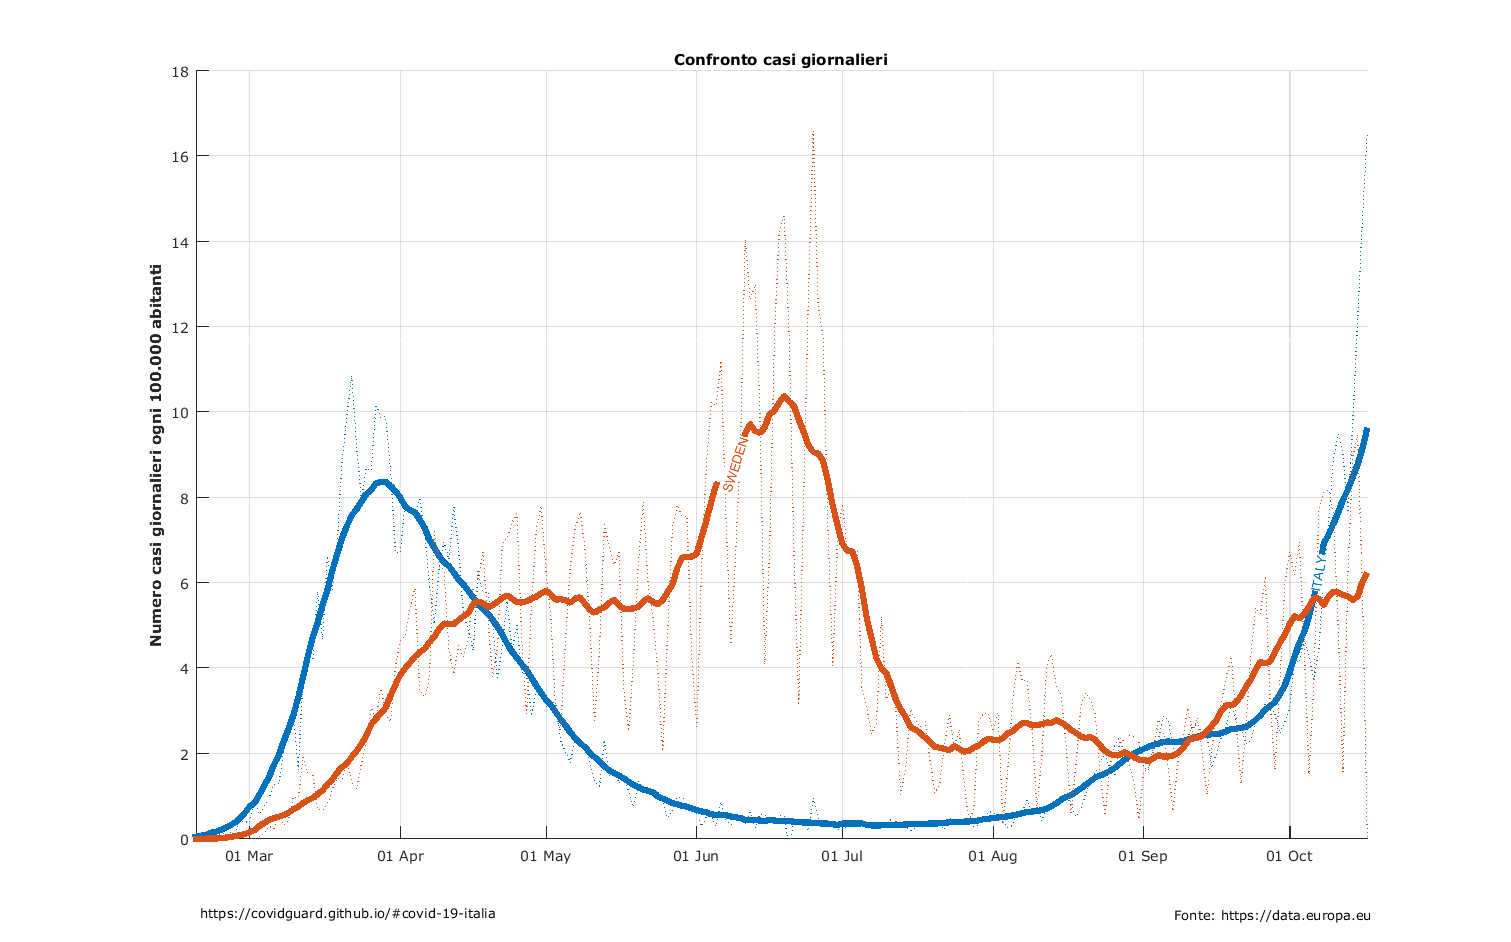 Confronto casi giornalieri
Numero casi giornalieri ogni 100.000 abitanti
18
16
14
12
10
8
6
4
2
0
SWEDEN
ITALY
01 Mar
01 Apr
01 May
01 Jun
01 Jul
01 Aug
01 Sep
01 Oct
https://covidguard.github.io/#covid-19-italia
Fonte: https://data.europa.eu